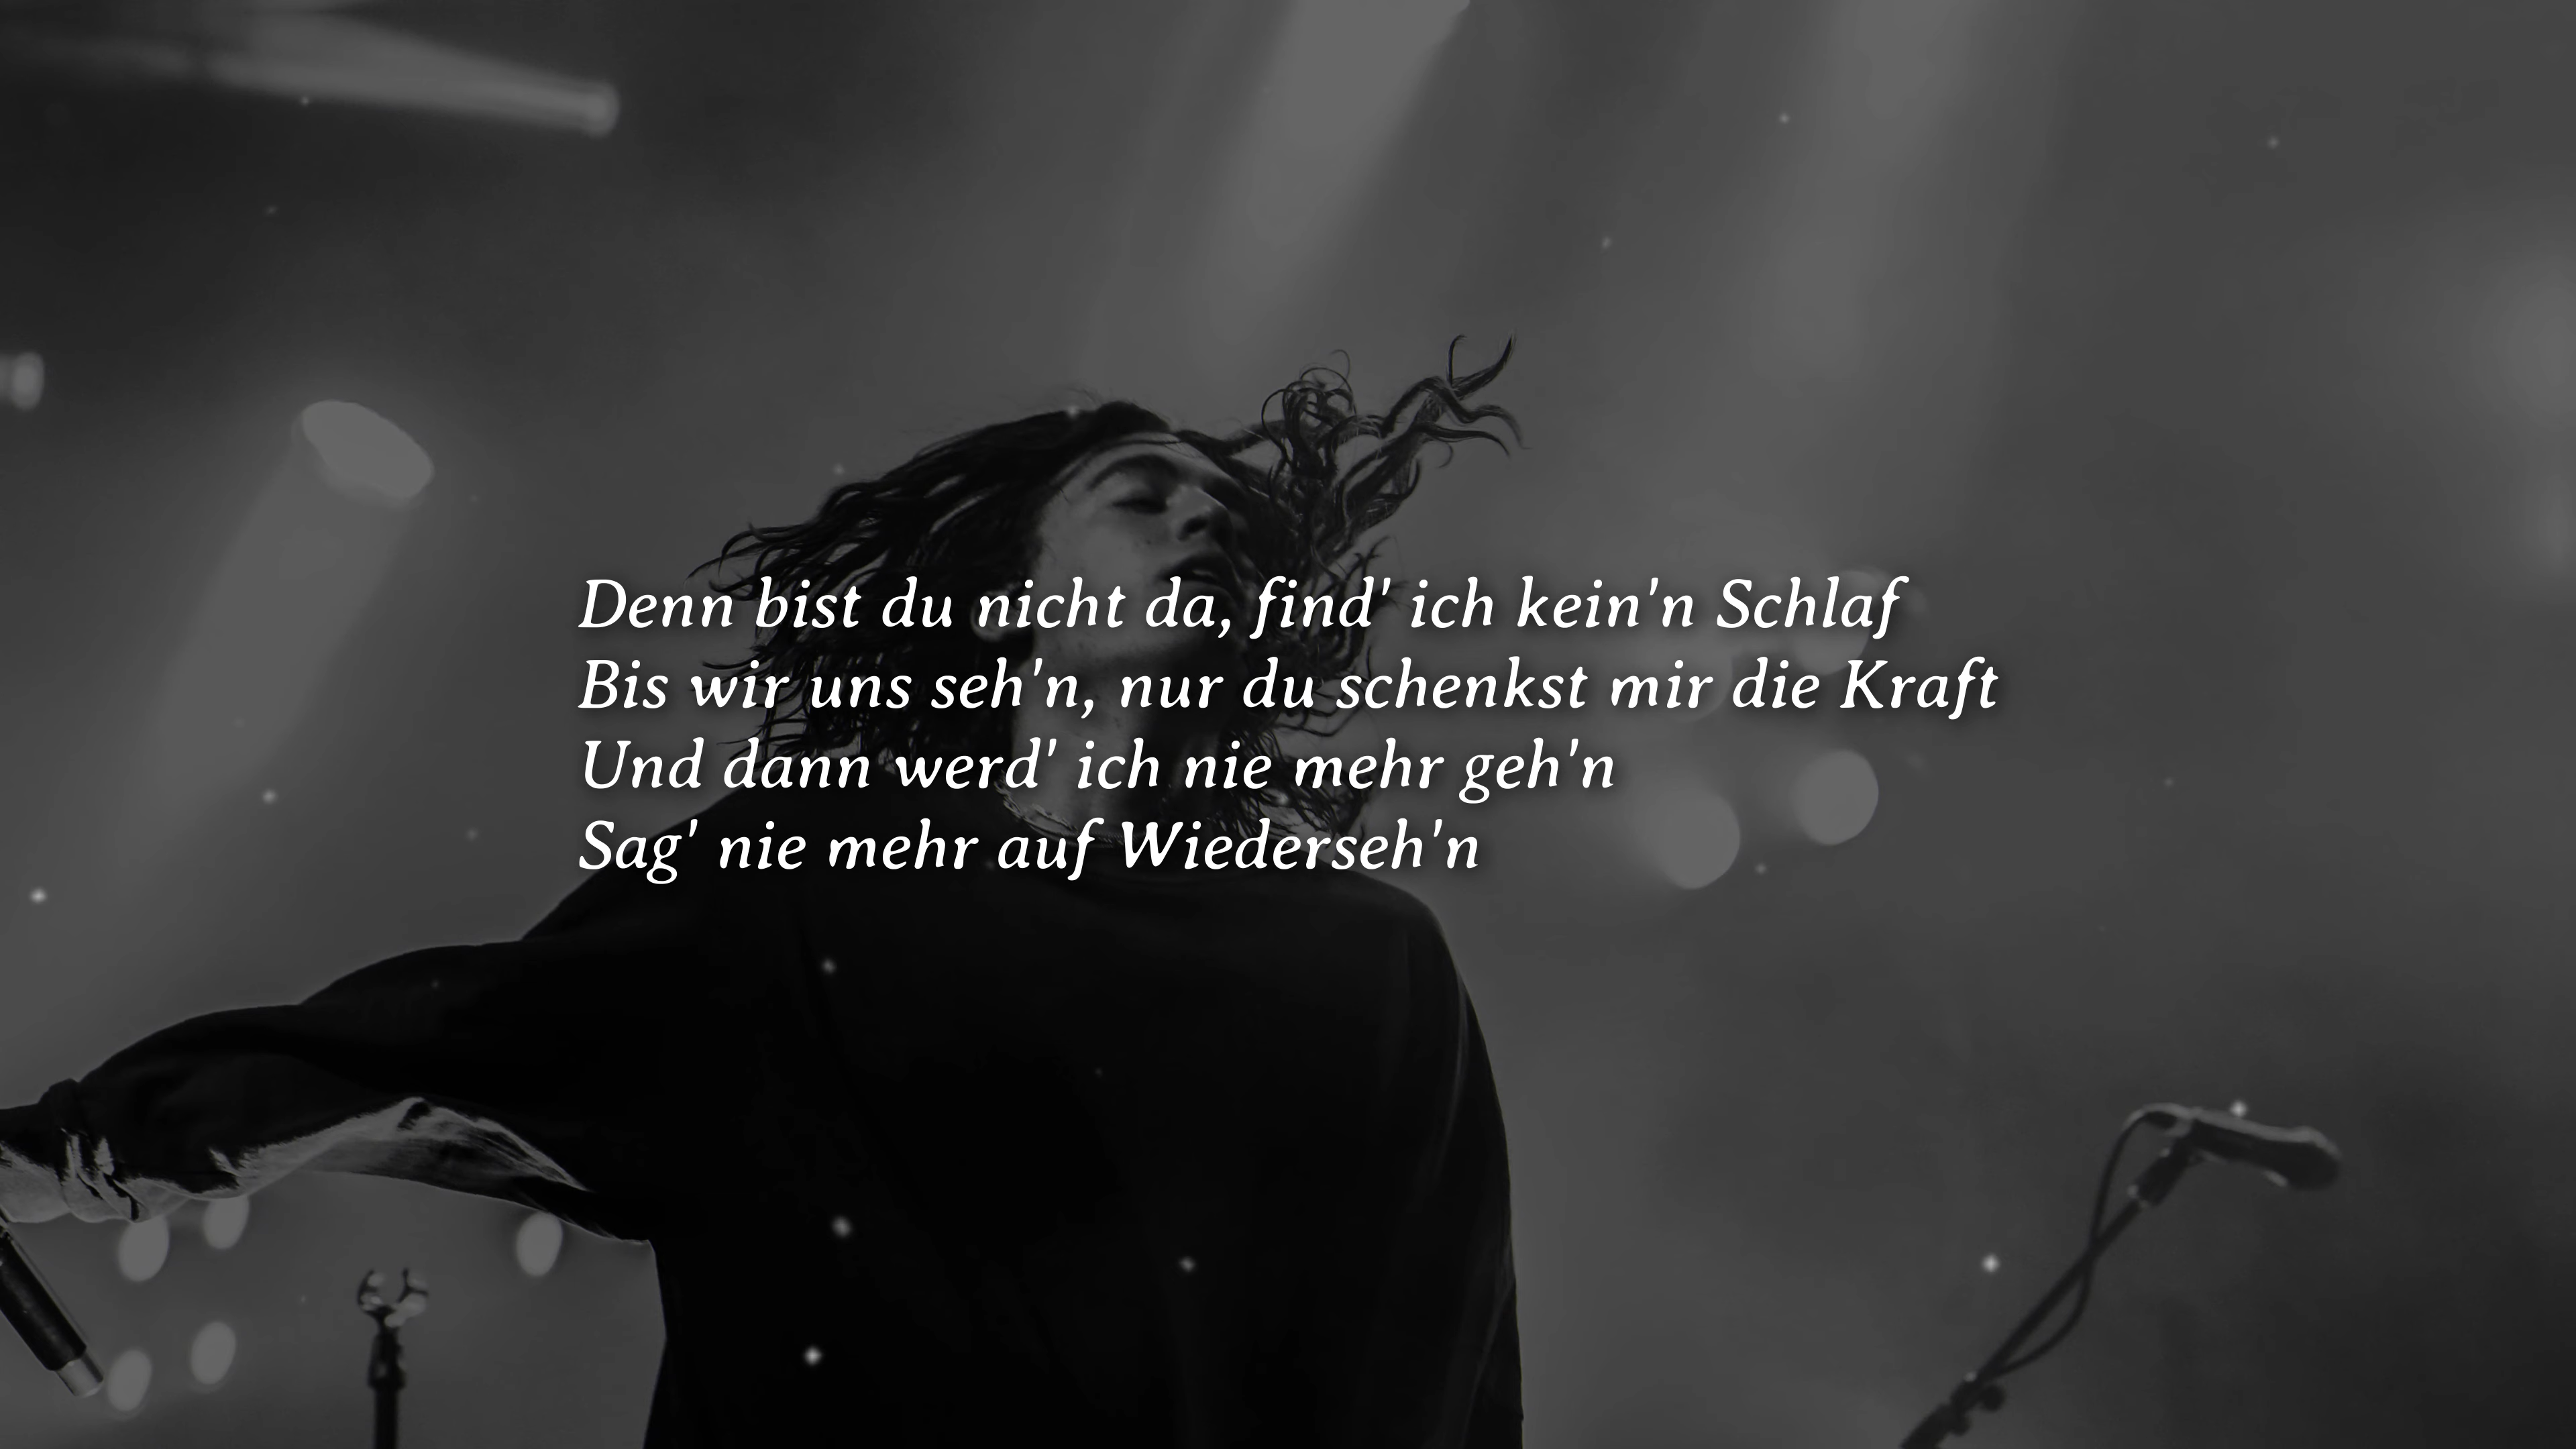 Denn bist du nicht da, find' ich kein'n Schlaf
Bis wir uns seh'n, nur du schenkst mir die Kraft
Und dann werd' ich nie mehr geh'n
Sag' nie mehr auf Wiederseh'n